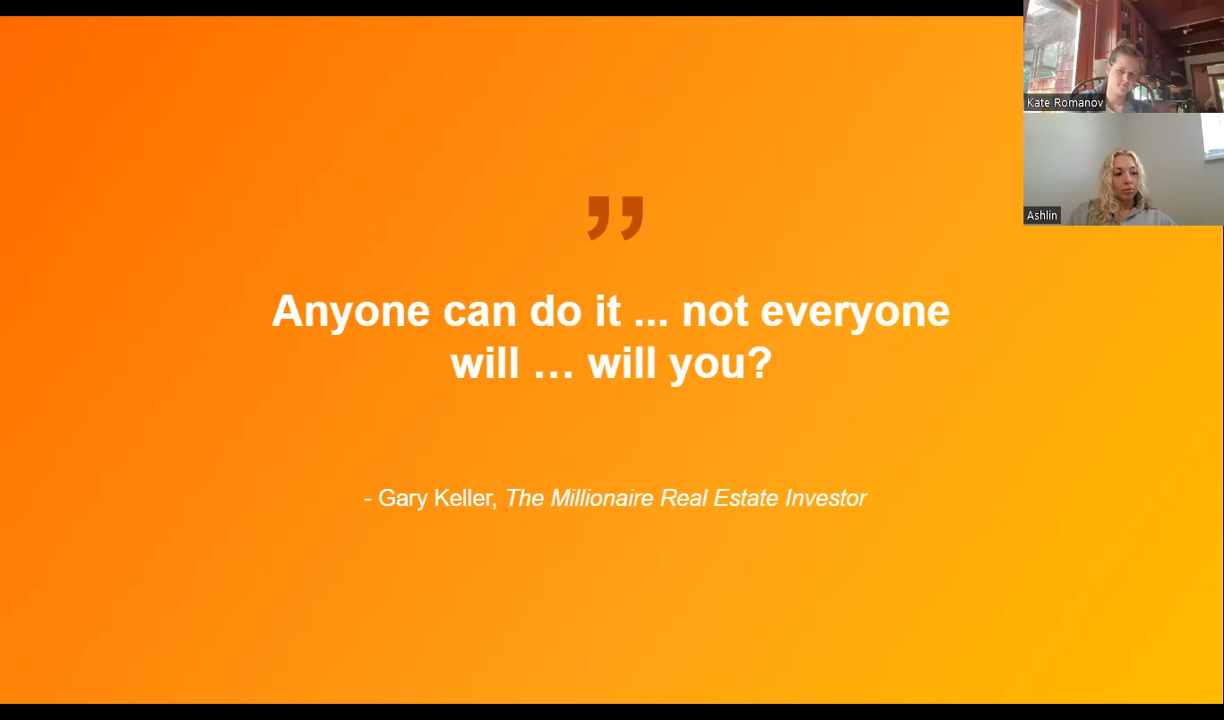 Kate Romanov
Ashlin
”
Anyone can do it ... not everyone
will … will you?
- Gary Keller, The Millionaire Real Estate Investor